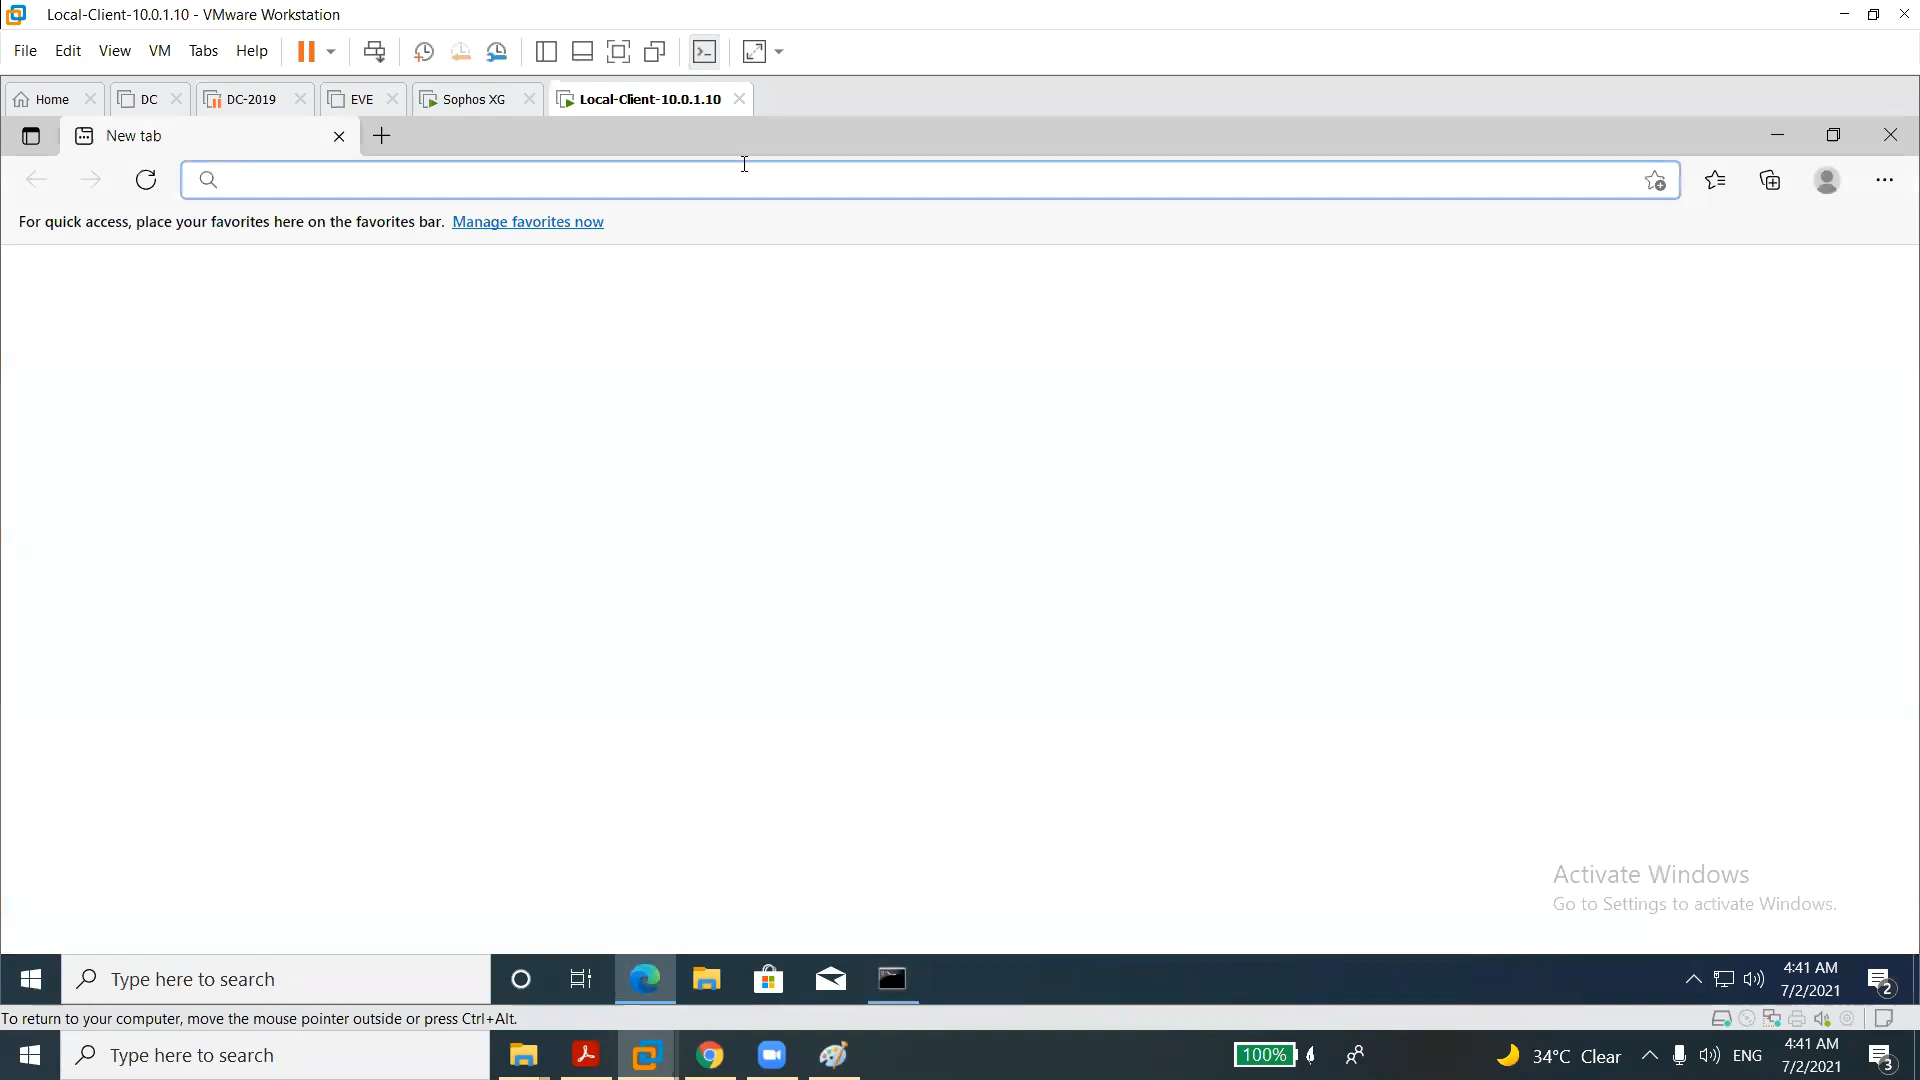 Local-Client-10.0.1.10 - VMware Workstation
File Edit View VM Tabs Help
Home DC DC-2019 EVE Sophos XG Local-Client-10.0.1.10
New tab
For quick access, place your favorites here on the favorites bar. Manage favorites now
Activate Windows
Go to Settings to activate Windows.
Type here to search
4:41 AM
7/2/2021
2
To return to your computer, move the mouse pointer outside or press Ctrl+Alt.
Type here to search
100%
34°C Clear
ENG
4:41 AM
7/2/2021
3